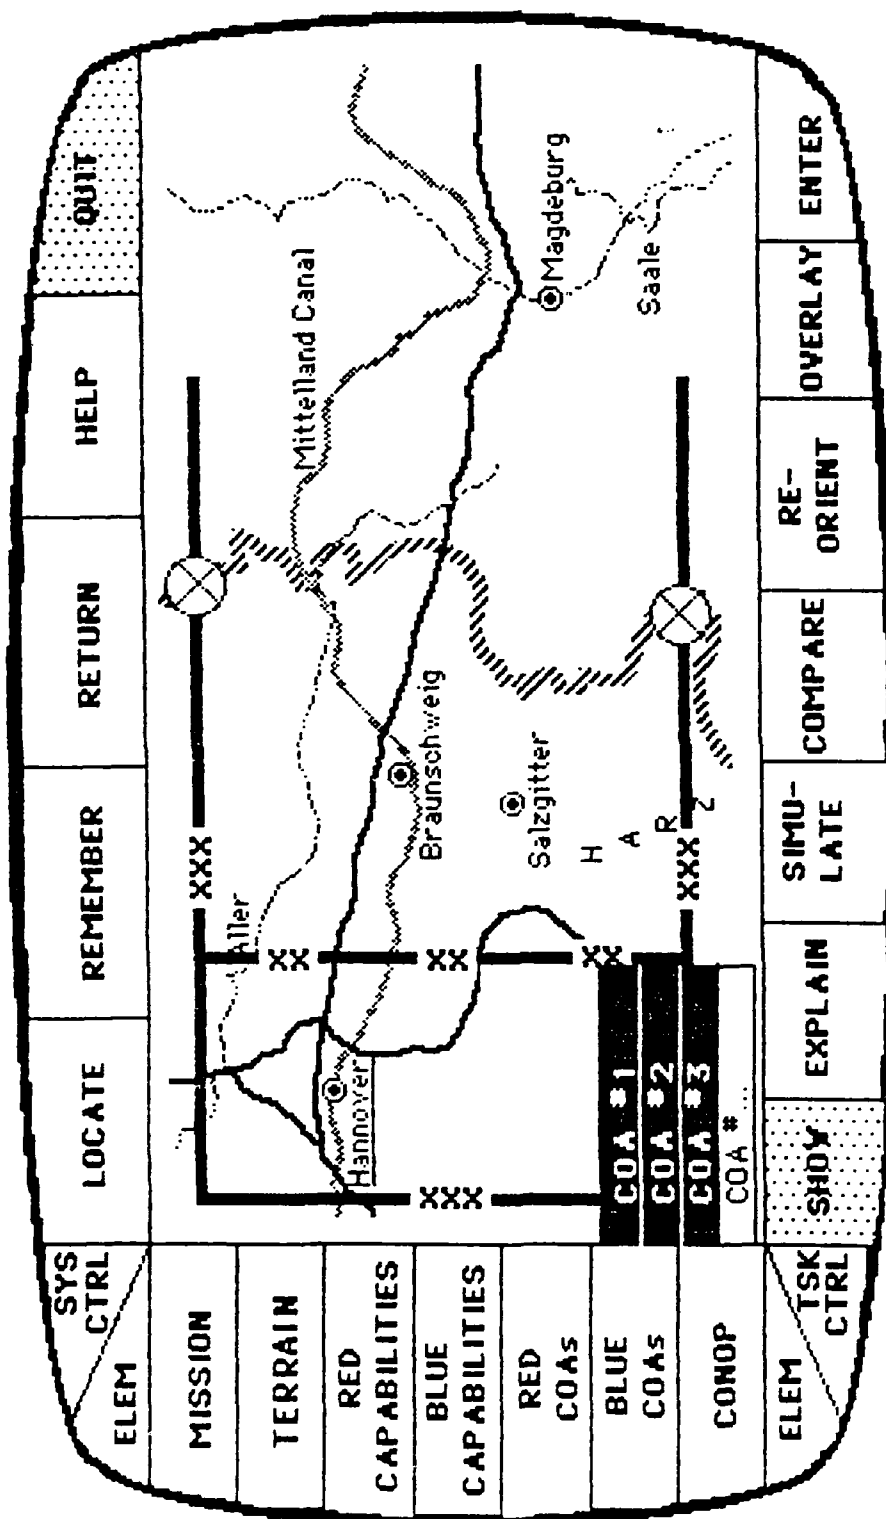 SYS
CTRL
LOCATE
REMEMBER
RETURN
HELP
QUIT
ELEM
MISSION
TERRAIN
RED
CAPABILITIES
BLUE
CAPABILITIES
RED
COAs
BLUE
COAs
CONOP
XXX
Aller
Mittelland Canal
XX
Hannover
XXX
XX
Braunschweig
Magdeburg
Salzgitter
XX
H
A
R
Z
Saale
XXX
COA #1
COA #2
COA #3
COA # ...
ELEM
TSK
CTRL
SHOW
EXPLAIN
SIMU-
LATE
COMPARE
RE-
ORIENT
OVERLAY
ENTER